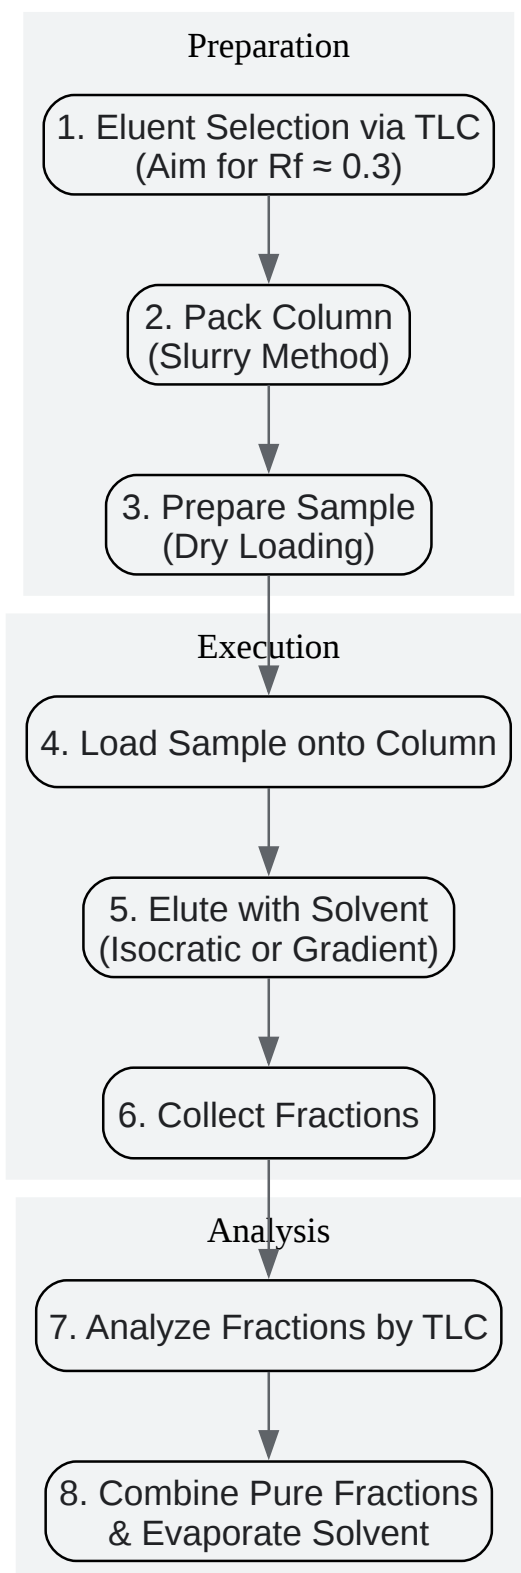 Preparation
1. Eluent Selection via TLC
(Aim for Rf ≈ 0.3)
2. Pack Column
(Slurry Method)
3. Prepare Sample
(Dry Loading)
Execution
4. Load Sample onto Column
5. Elute with Solvent
(Isocratic or Gradient)
6. Collect Fractions
Analysis
7. Analyze Fractions by TLC
8. Combine Pure Fractions
& Evaporate Solvent